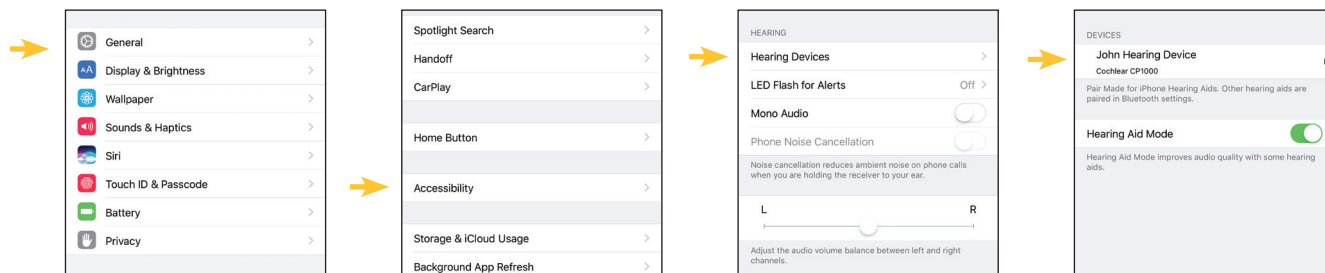 General
Display & Brightness
Wallpaper
Sounds & Haptics
Siri
Touch ID & Passcode
Battery
Privacy
Spotlight Search
Handoff
CarPlay
Home Button
Accessibility
Storage & iCloud Usage
Background App Refresh
HEARING
Hearing Devices
LED Flash for Alerts Off
Mono Audio
Phone Noise Cancellation
Noise cancellation reduces ambient noise on phone calls
when you are holding the receiver to your ear.
L R
Adjust the audio volume balance between left and right
channels.
DEVICES
John Hearing Device
Cochlear CP1000
Pair Made for iPhone Hearing Aids. Other hearing aids are
paired in Bluetooth settings.
Hearing Aid Mode
Hearing Aid Mode improves audio quality with some hearing
aids.